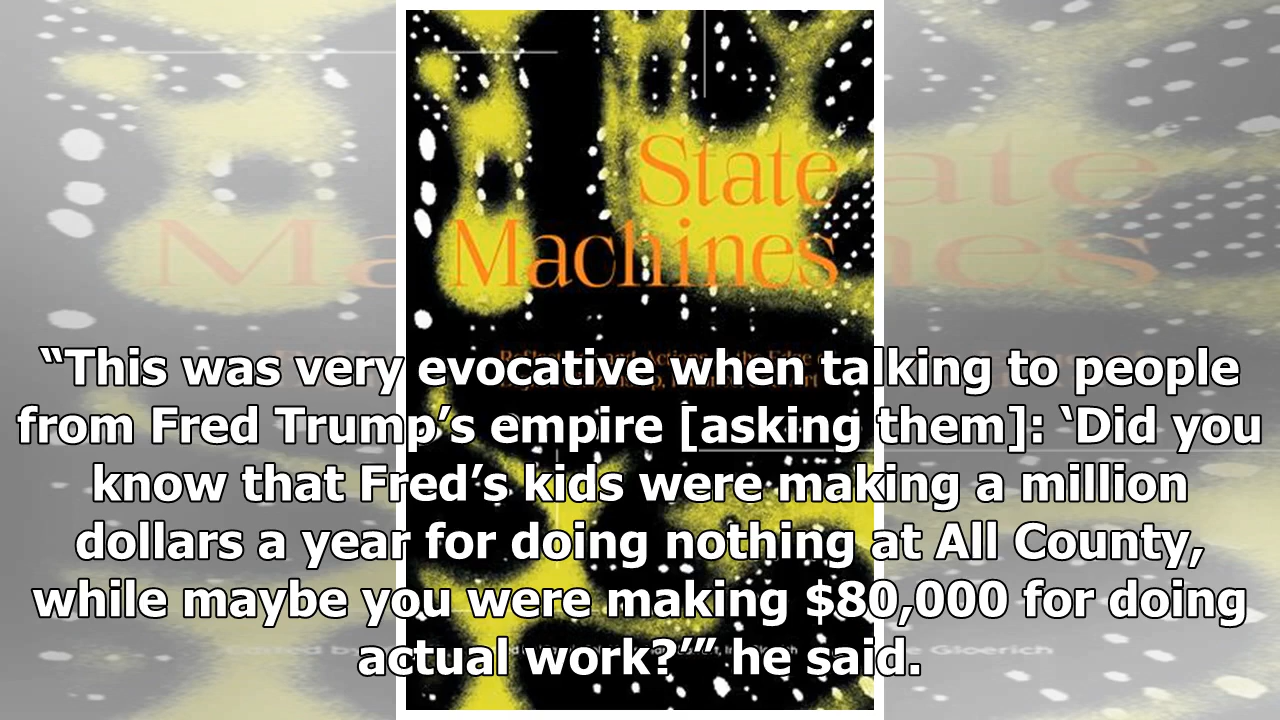 State
Machines
“This was very evocative when talking to people
from Fred Trump’s empire [asking them]: ‘Did you
know that Fred’s kids were making a million
dollars a year for doing nothing at All County,
while maybe you were making $80,000 for doing
actual work?’” he said.